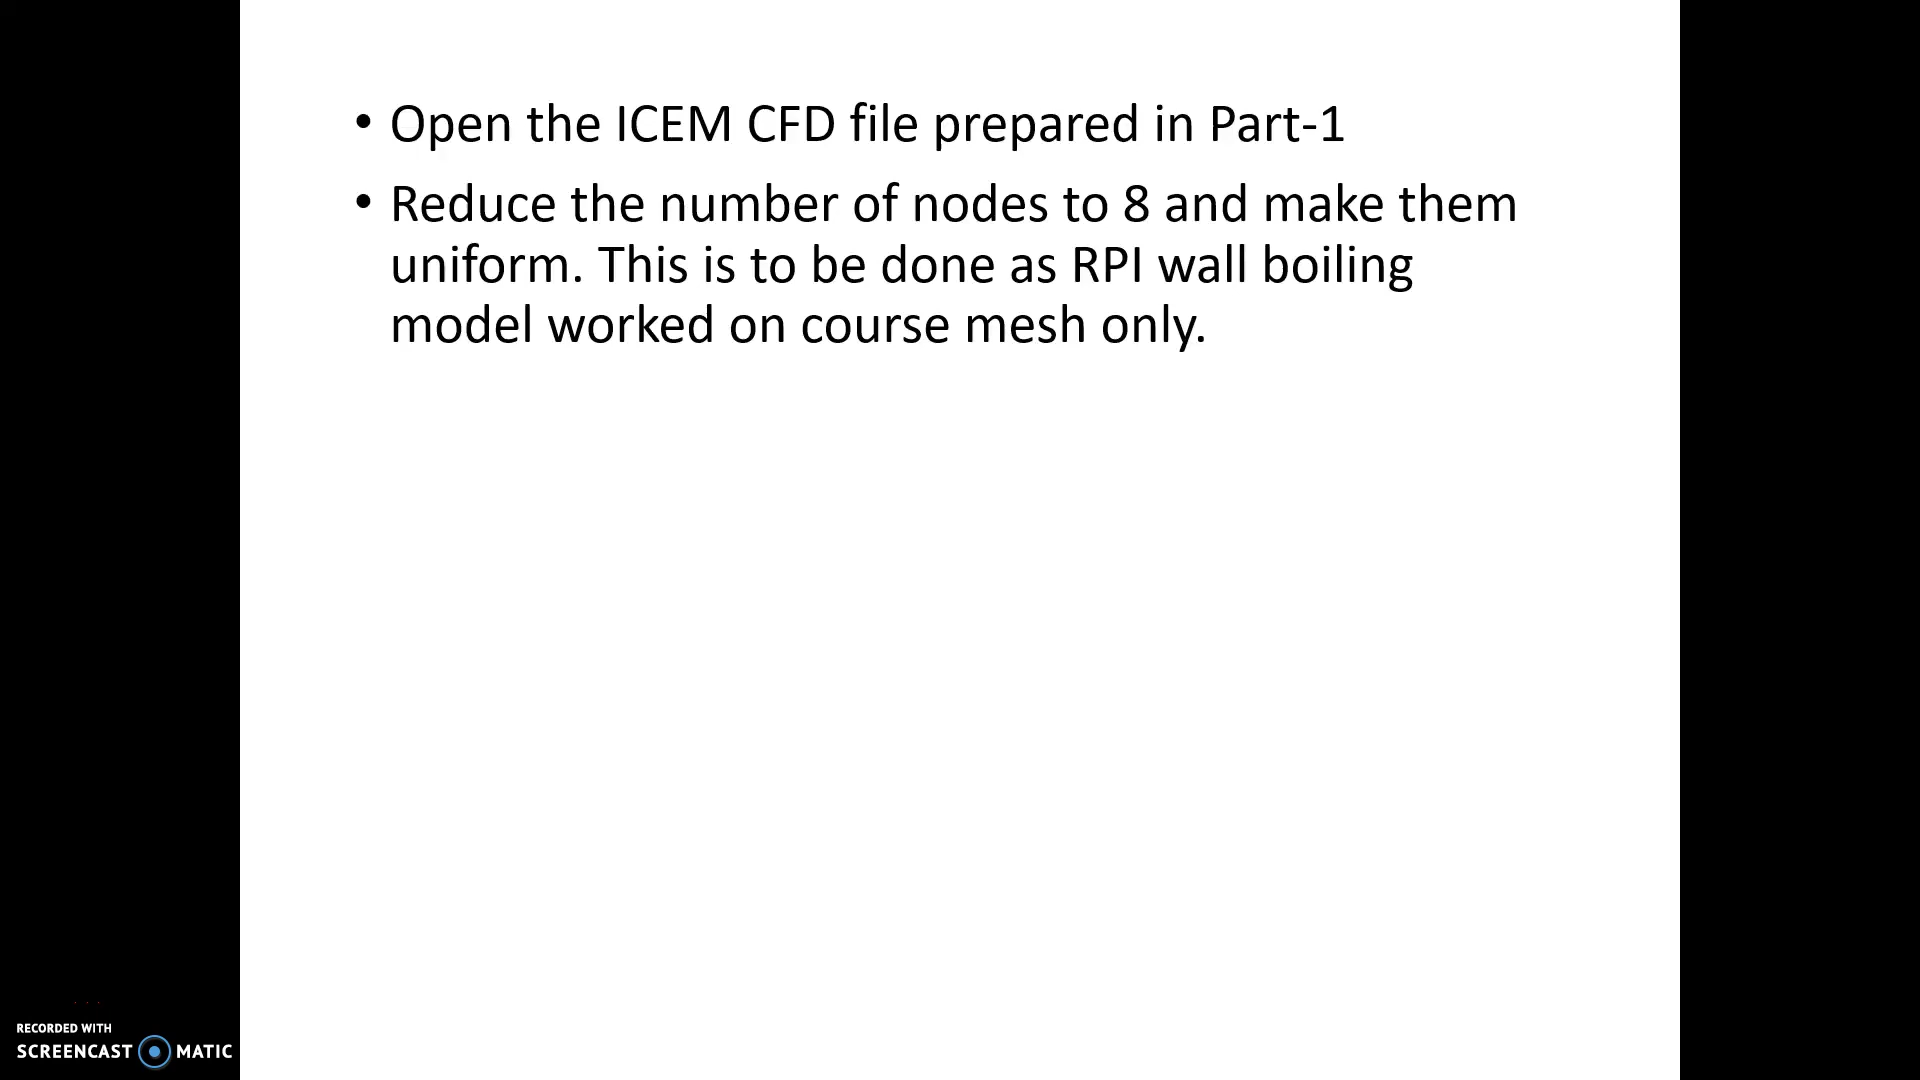 • Open the ICEM CFD file prepared in Part-1
• Reduce the number of nodes to 8 and make them
uniform. This is to be done as RPI wall boiling
model worked on course mesh only.
RECORDED WITH
SCREENCAST MATIC